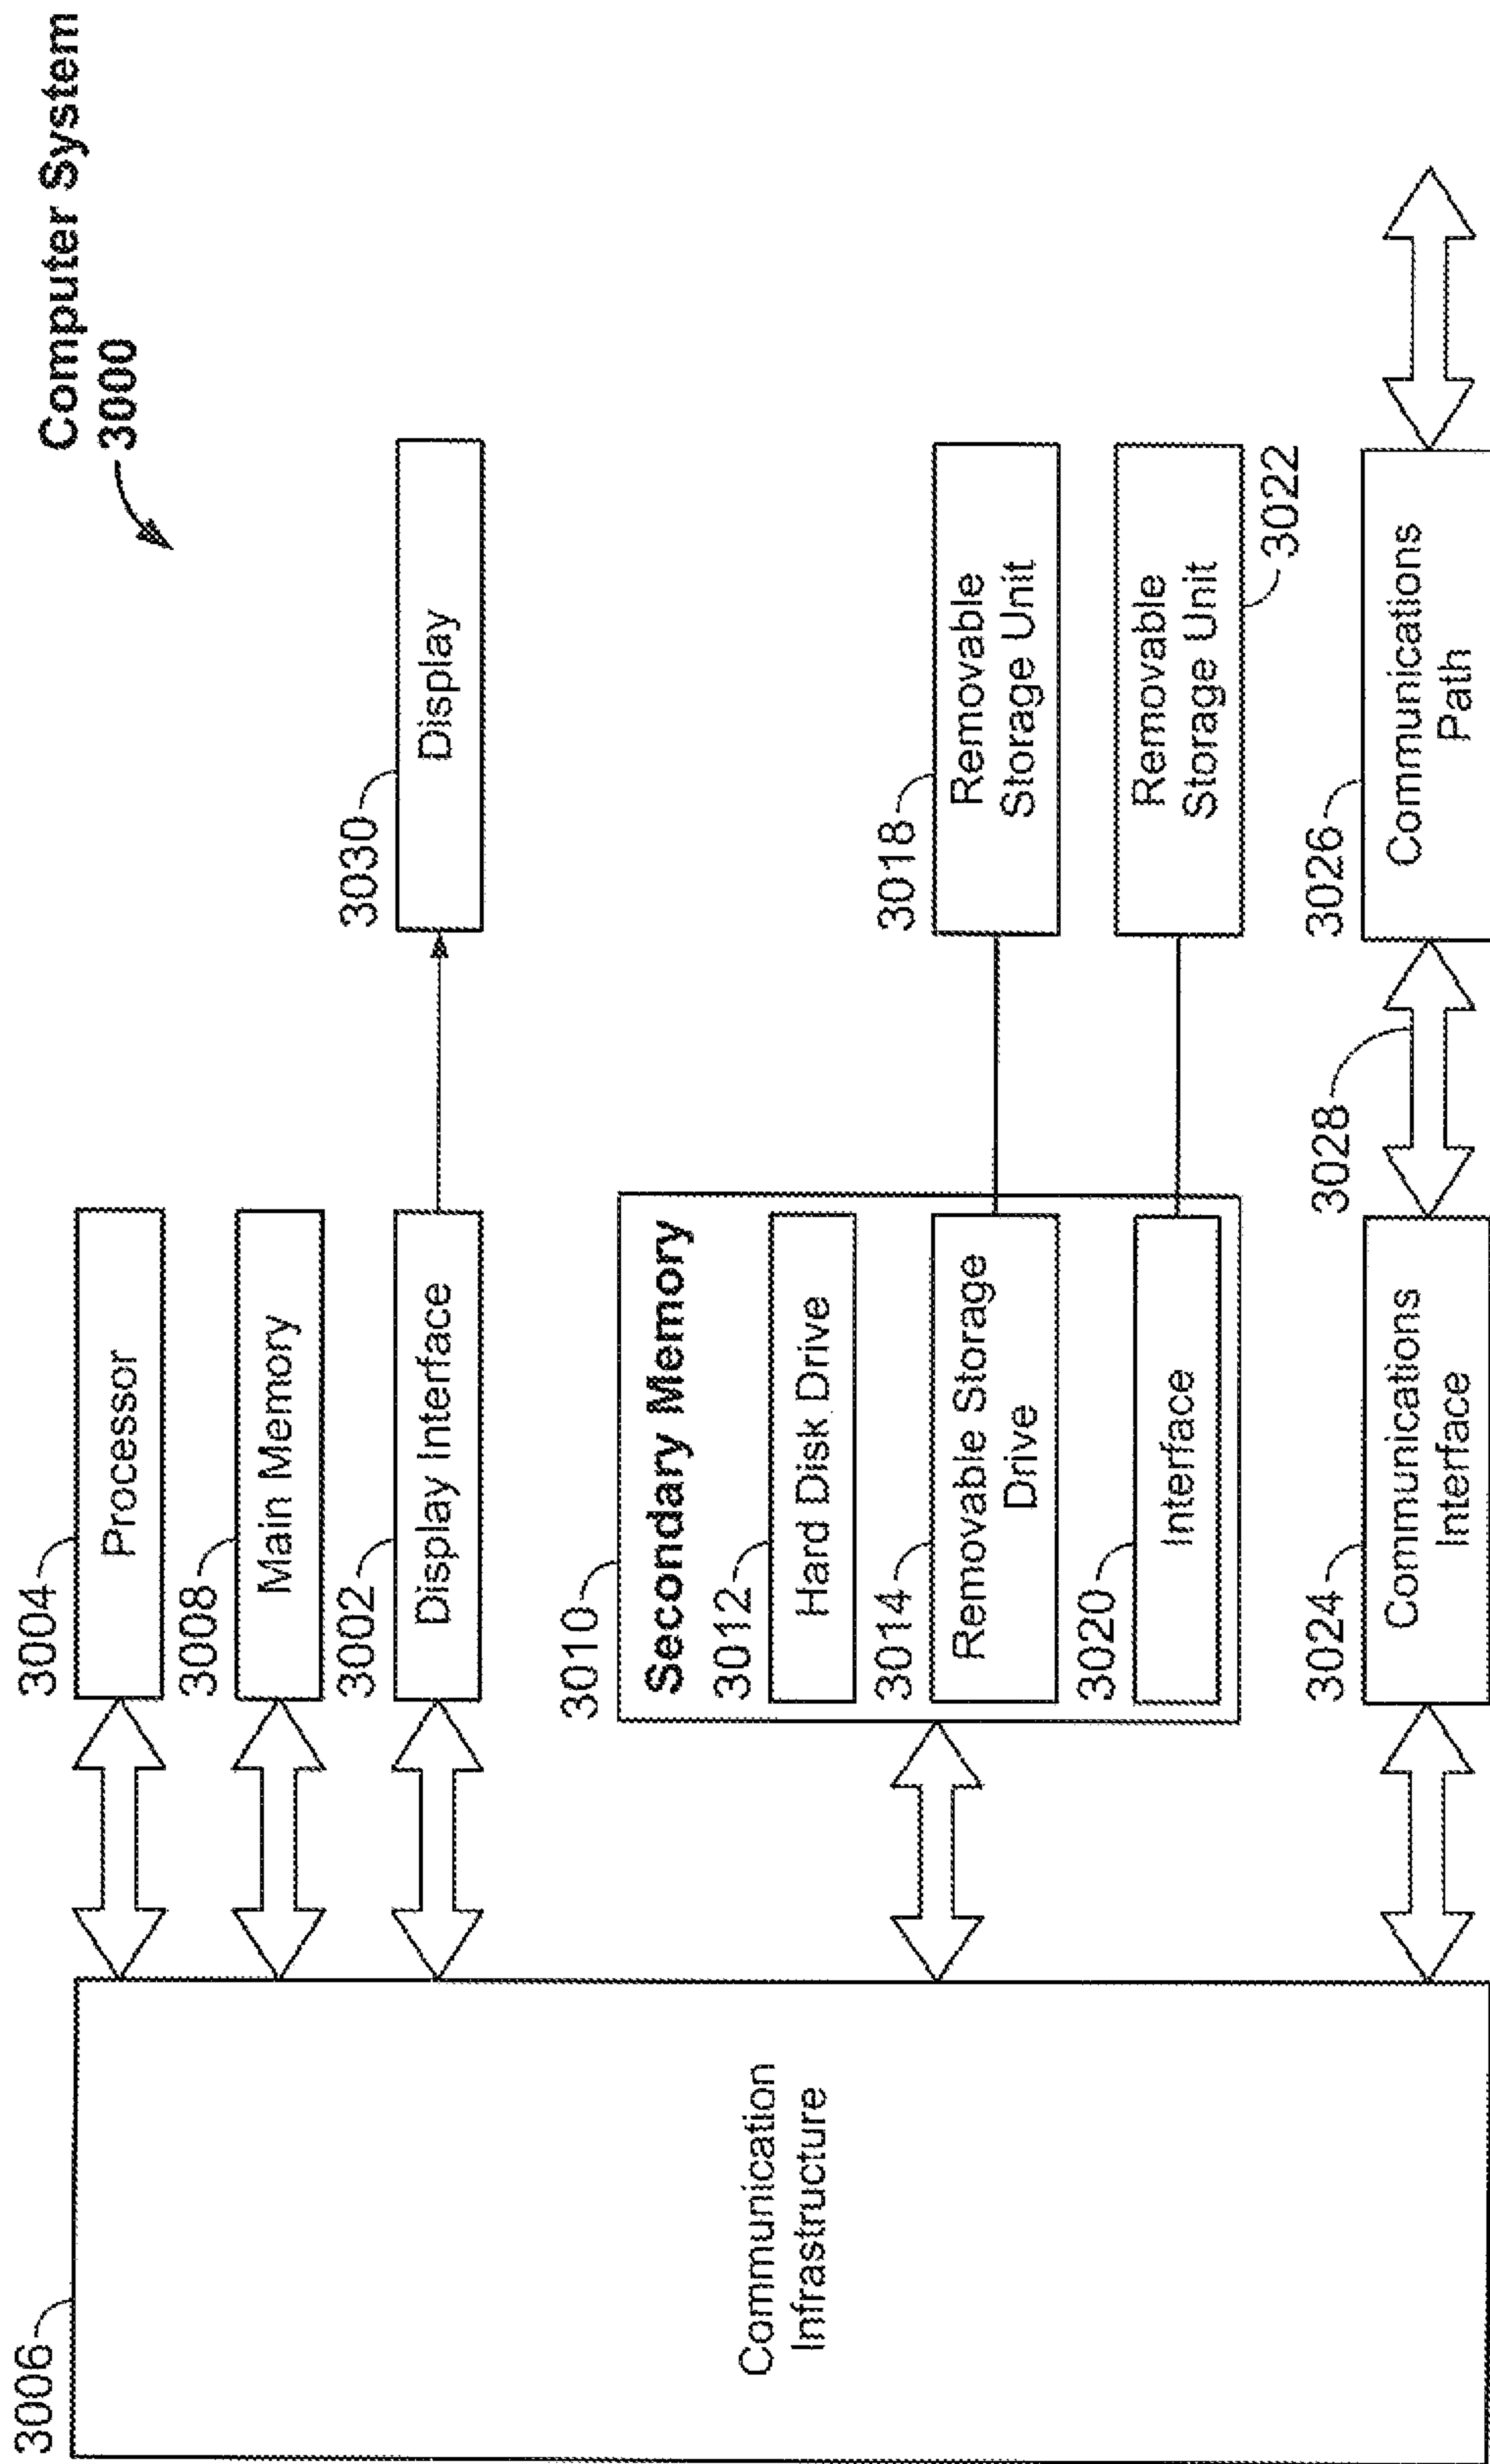 Computer System
3000
3006
Communication
Infrastructure
3004
Processor
3008
Main Memory
3002
Display Interface
3030
Display
3010
Secondary Memory
3012
Hard Disk Drive
3014
Removable Storage
Drive
3018
Removable
Storage Unit
3020
Interface
Removable
Storage Unit
3022
3024
Communications
Interface
3028
3026
Communications
Path